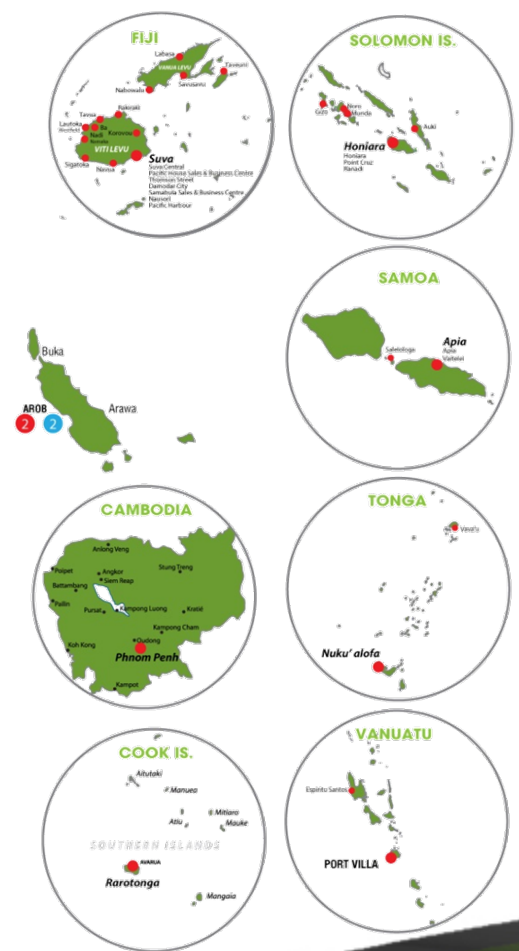 FIJI
Labasa
VANUA LEVU
Taveuni
Savusavu
Nabowalu
Rakiraki
Tavua
Lautoka
Ba
Nadi
Korovou
VITI LEVU
Sigatoka
Navua
Suva
Suva Central
Pacific House Sales & Business Centre
Thomson Street
Damodar City
Samabula Sales & Business Centre
Nausori
Pacific Harbour
SOLOMON IS.
Gizo
Noro
Munda
Auki
Honiara
Honiara
Point Cruz
Ranadi
SAMOA
Salelologa
Apia
Apia
Vaitele
Buka
AROB
Arawa
2 2
CAMBODIA
Anlong Veng
Poipet
Angkor
Siem Reap
Stung Treng
Battambang
Pailin
Pursat
Kampong Luong
Kratié
Kampong Cham
Koh Kong
Oudong
Phnom Penh
Kampot
TONGA
Vava'u
Nuku' alofa
COOK IS.
Aitutaki
Manuea
Mitiaro
Atiu
Mauke
SOUTHERN ISLANDS
AVARUA
Rarotonga
Mangaia
VANUATU
Espiritu Santos
PORT VILLA